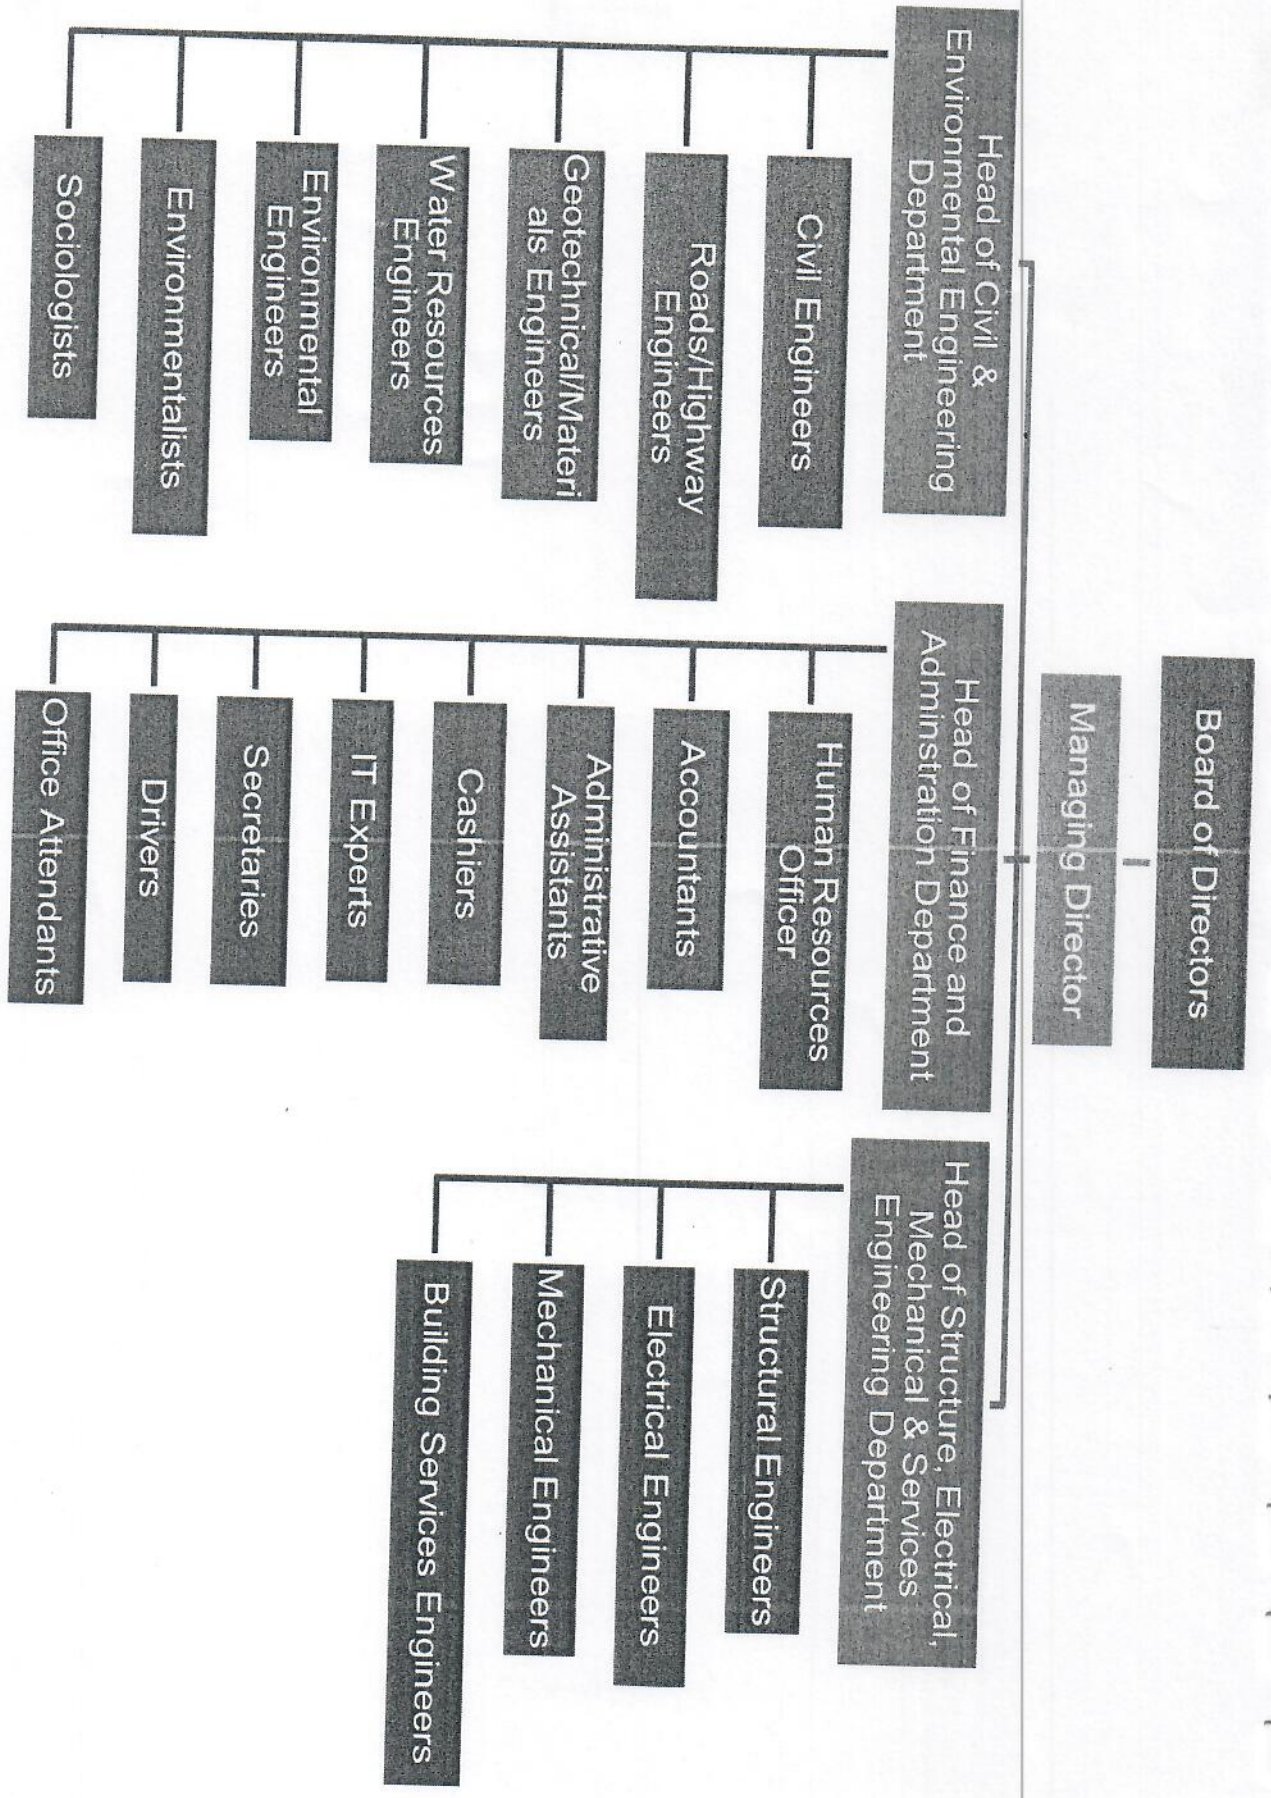 Board of Directors
Managing Director
Head of Civil &
Environmental Engineering
Department
Civil Engineers
Roads/Highway
Engineers
Geotechnical/Materi
als Engineers
Water Resources
Engineers
Environmental
Engineers
Environmentalists
Sociologists
Head of Finance and
Adminstration Department
Human Resources
Officer
Accountants
Administrative
Assistants
Cashiers
IT Experts
Secretaries
Drivers
Office Attendants
Head of Structure, Electrical,
Mechanical & Services
Engineering Department
Structural Engineers
Electrical Engineers
Mechanical Engineers
Building Services Engineers